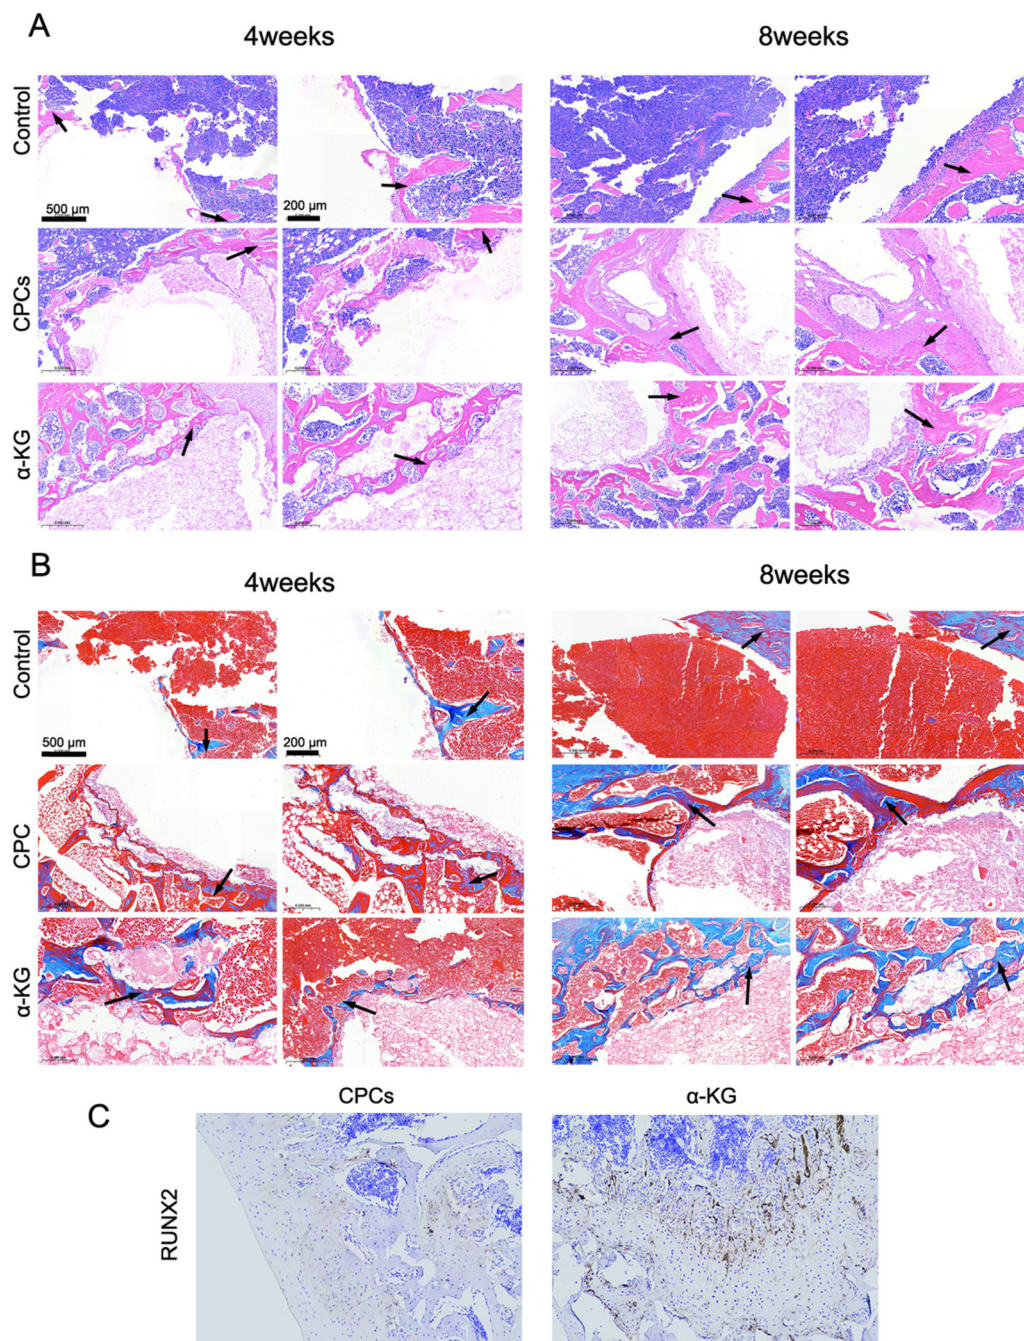 A
4weeks
8weeks
Control
500 µm
200 µm
CPCs
α-KG
B
4weeks
8weeks
Control
500 µm
200 µm
CPC
α-KG
C
CPCs
α-KG
RUNX2